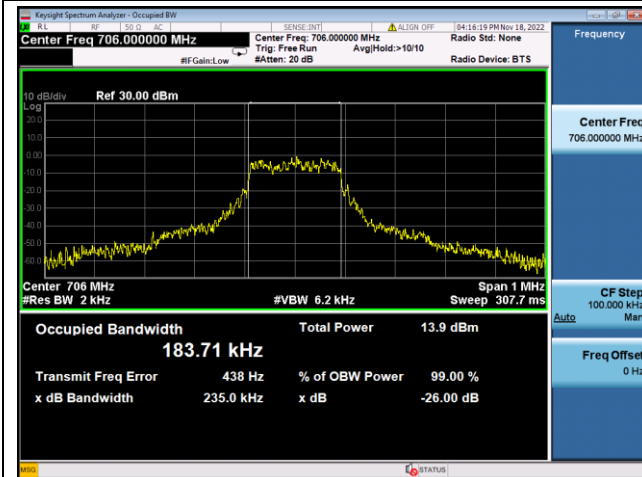 Keysight Spectrum Analyzer - Occupied BW
RL RF 50 Ω AC SENSE:INT ALIGN OFF 04:16:19 PM Nov 18, 2022
Center Freq 706.000000 MHz
Center Freq: 706.000000 MHz Radio Std: None
Trig: Free Run Avg|Hold:>10/10
#IFGain:Low #Atten: 20 dB Radio Device: BTS
10 dB/div Ref 30.00 dBm
Log
20.0
10.0
0.00
-10.0
-20.0
-30.0
-40.0
-50.0
-60.0
Center 706 MHz Span 1 MHz
#Res BW 2 kHz #VBW 6.2 kHz Sweep 307.7 ms
Occupied Bandwidth Total Power 13.9 dBm
183.71 kHz
Transmit Freq Error 438 Hz % of OBW Power 99.00 %
x dB Bandwidth 235.0 kHz x dB -26.00 dB
MSG STATUS
Frequency
Center Freq
706.000000 MHz
CF Step
100.000 kHz
Auto Man
Freq Offset
0 Hz